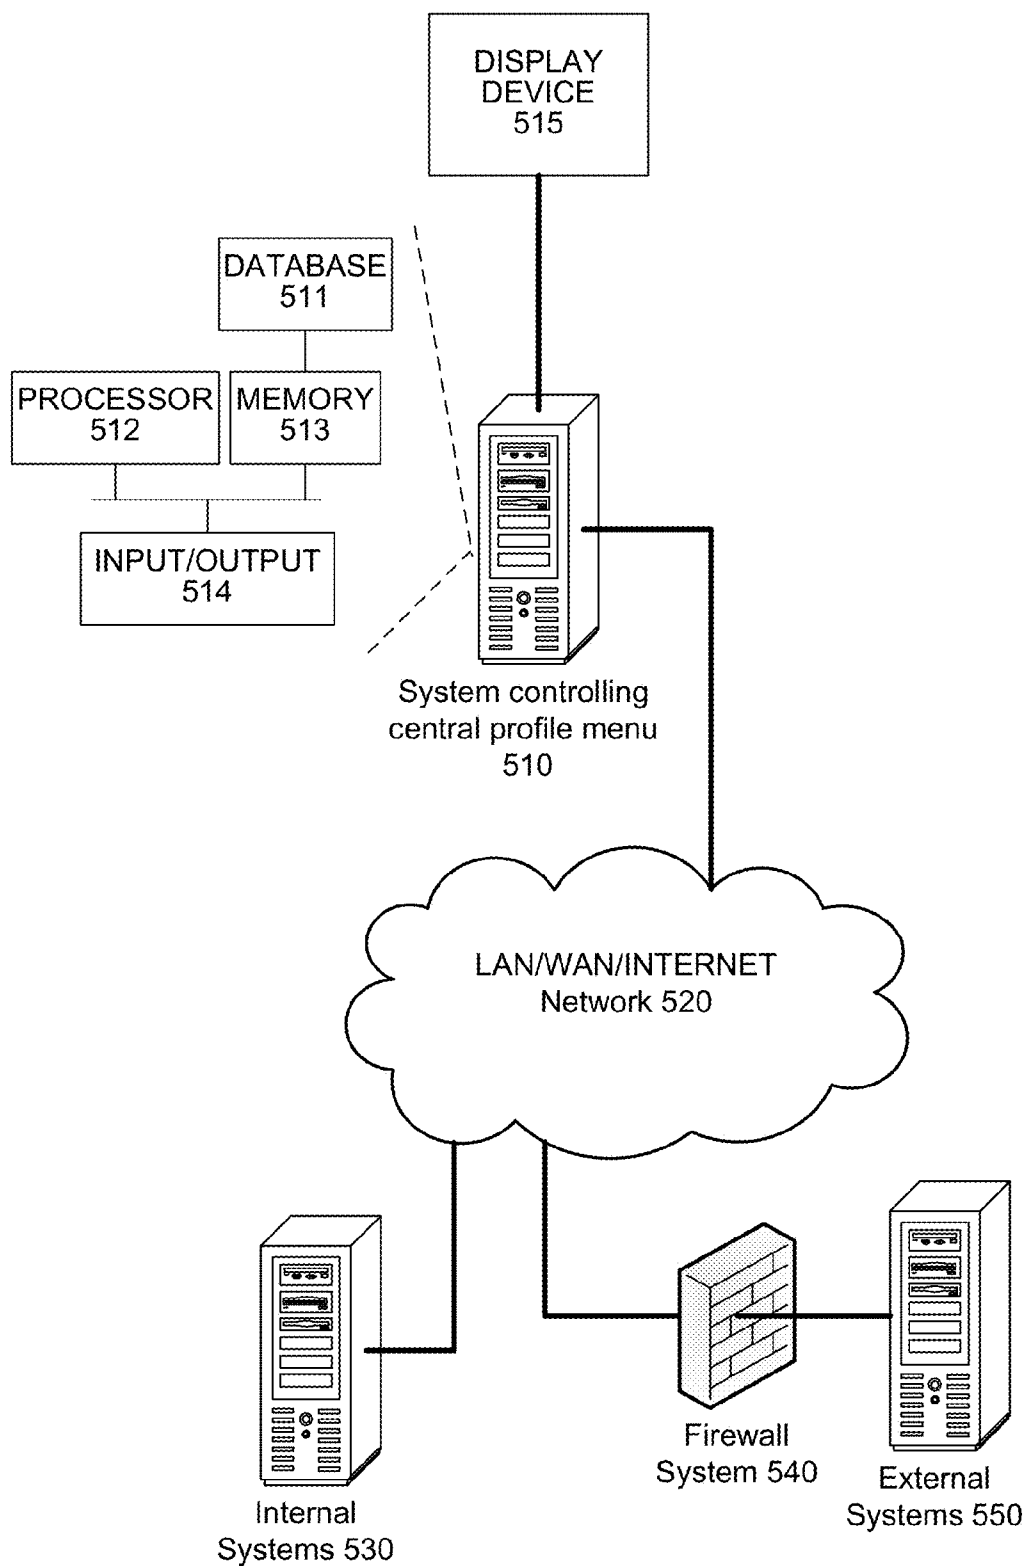 DISPLAY
DEVICE
515
DATABASE
511
PROCESSOR
512
MEMORY
513
INPUT/OUTPUT
514
System controlling
central profile menu
510
LAN/WAN/INTERNET
Network 520
Firewall
System 540
External
Systems 550
Internal
Systems 530